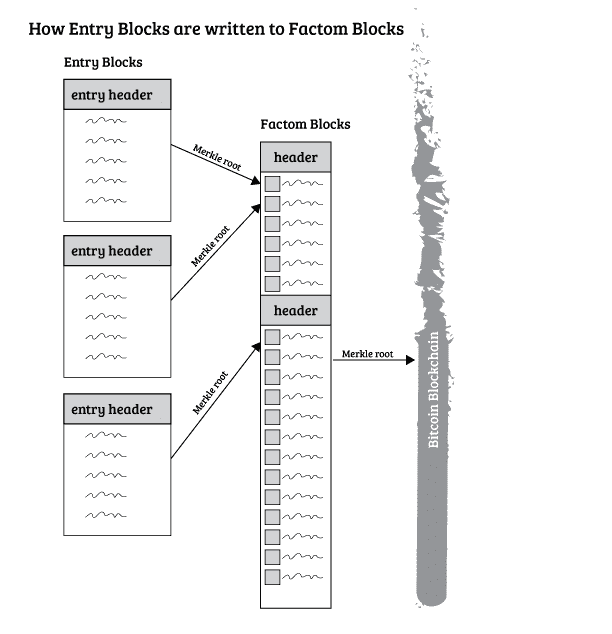 How Entry Blocks are written to Factom Blocks
Entry Blocks
entry header
Merkle root
Factom Blocks
header
entry header
Merkle root
header
Merkle root
Bitcoin Blockchain
entry header
Merkle root